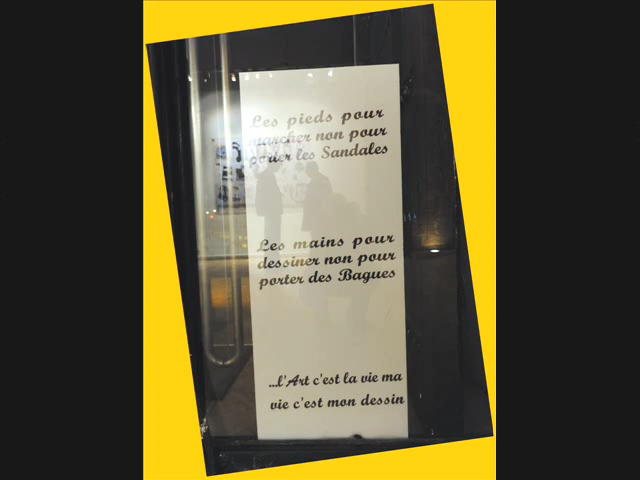 Les pieds pour
marcher non pour
porter les Sandales
Les mains pour
dessiner non pour
porter des Bagues
...l'Art c'est la vie ma
vie c'est mon dessin